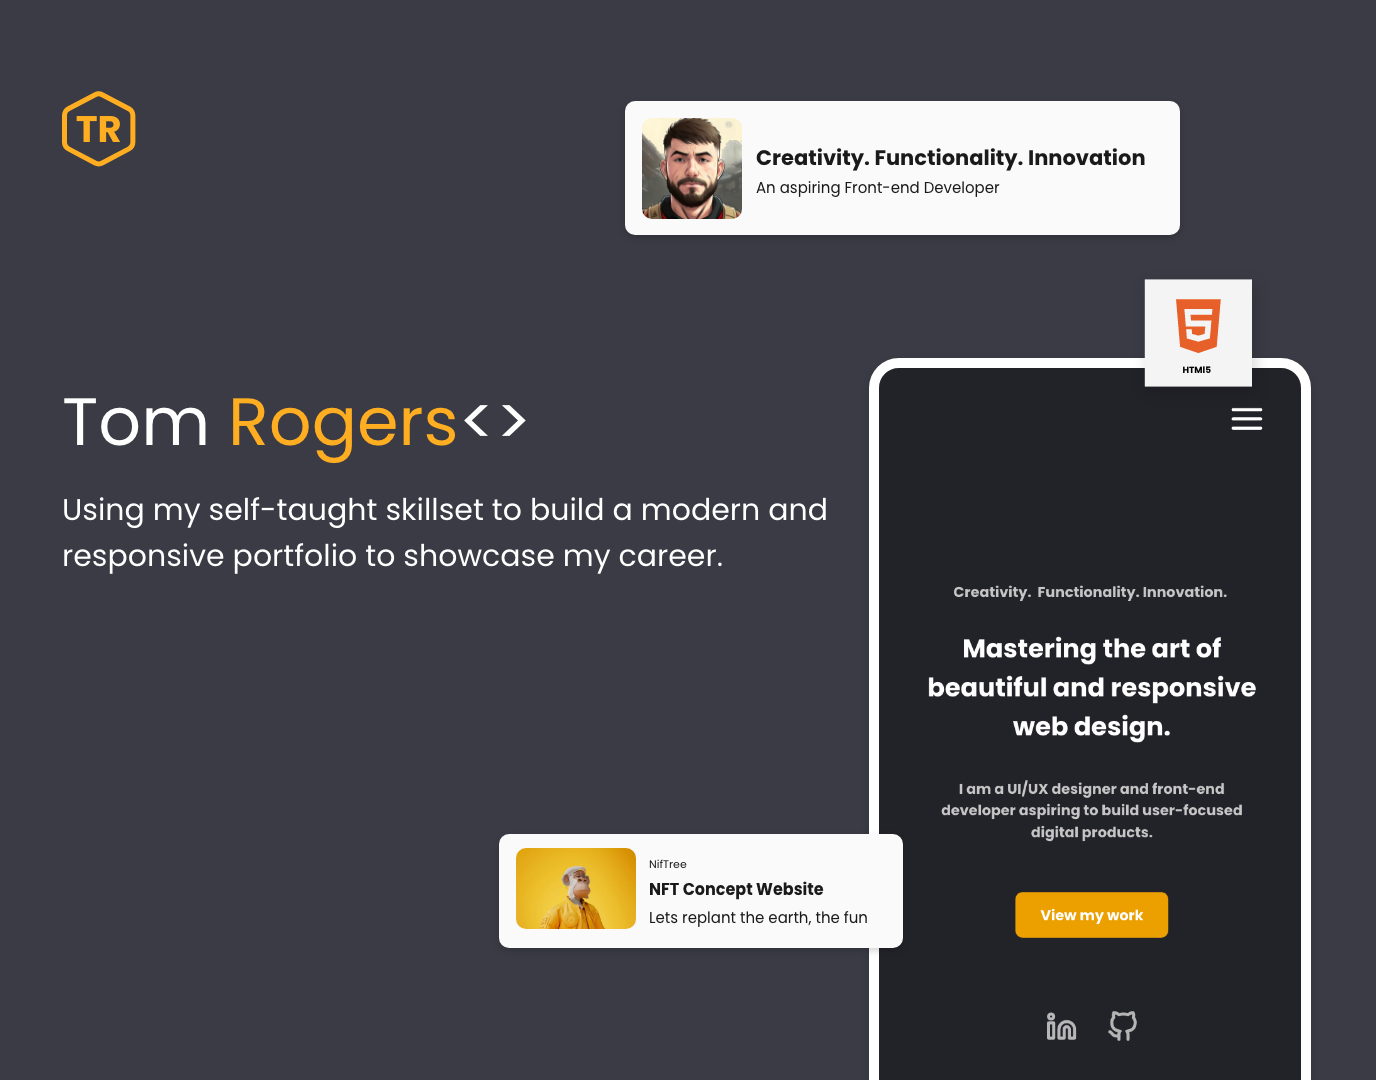 TR
Creativity. Functionality. Innovation
An aspiring Front-end Developer
HTMl5
Tom Rogers<>
Using my self-taught skillset to build a modern and
responsive portfolio to showcase my career.
Creativity. Functionality. Innovation.
Mastering the art of
beautiful and responsive
web design.
I am a UI/UX designer and front-end
developer aspiring to build user-focused
digital products.
NifTree
NFT Concept Website
Lets replant the earth, the fun
View my work
in